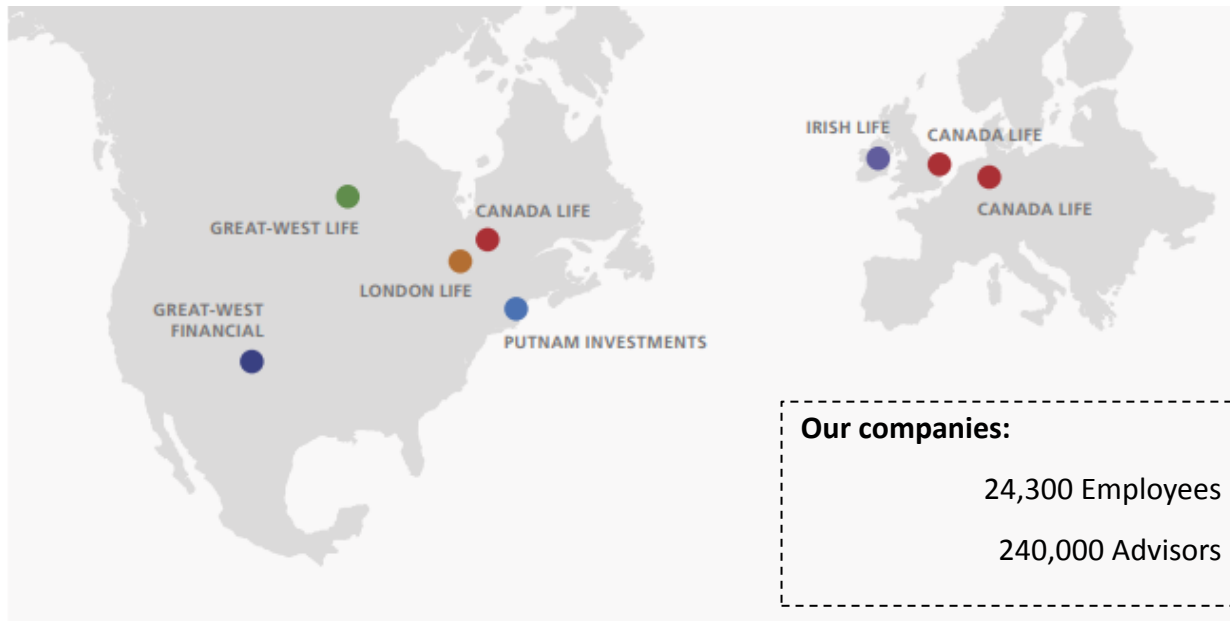 IRISH LIFE
CANADA LIFE
CANADA LIFE
GREAT-WEST LIFE
CANADA LIFE
LONDON LIFE
GREAT-WEST
FINANCIAL
PUTNAM INVESTMENTS
Our companies:
24,300 Employees
240,000 Advisors